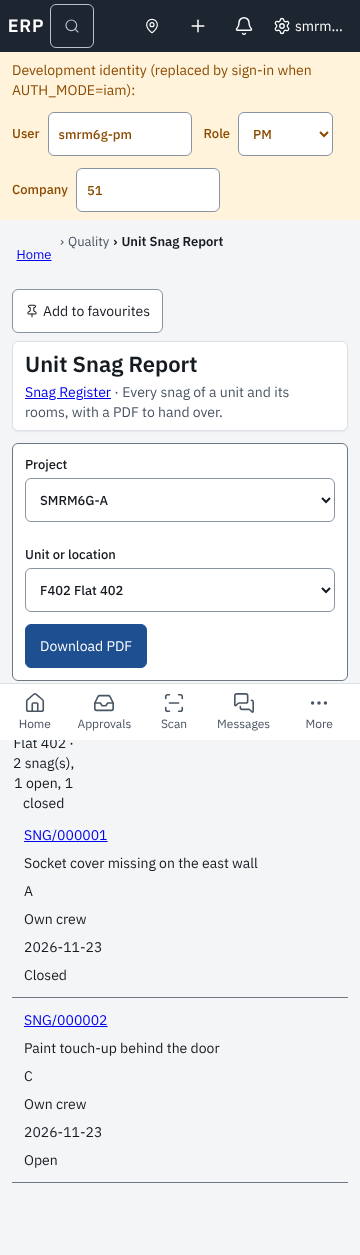 ERP
smrm...
Development identity (replaced by sign-in when
AUTH_MODE=iam):
User smrm6g-pm Role PM
Company 51
Home › Quality › Unit Snag Report
Add to favourites
Unit Snag Report
Snag Register · Every snag of a unit and its
rooms, with a PDF to hand over.
Project
SMRM6G-A
Unit or location
F402 Flat 402
Download PDF
Home Approvals Scan Messages More
Flat 402 ·
2 snag(s),
1 open, 1
closed
SNG/000001
Socket cover missing on the east wall
A
Own crew
2026-11-23
Closed
SNG/000002
Paint touch-up behind the door
C
Own crew
2026-11-23
Open